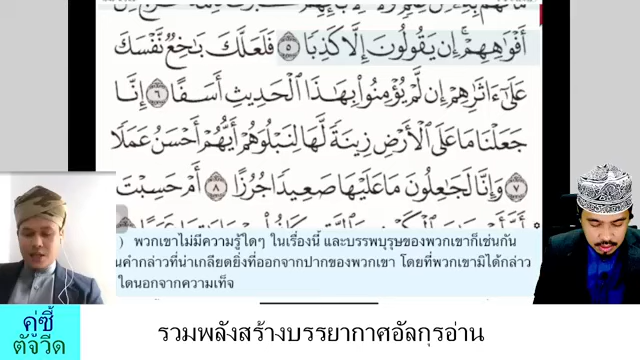 أَفْوَاهِهِمْ ۚ إِن يَقُولُونَ إِلَّا كَذِبًا ٥ فَلَعَلَّكَ بَاخِعٌ نَّفْسَكَ
عَلَىٰ ءَاثَارِهِمْ إِن لَّمْ يُؤْمِنُوا۟ بِهَـٰذَا الْحَدِيثِ أَسَفًا ٦ إِنَّا
جَعَلْنَا مَا عَلَى الْأَرْضِ زِينَةً لَّهَا لِنَبْلُوَهُمْ أَيُّهُمْ أَحْسَنُ عَمَلًا
٧ وَإِنَّا لَجَاعِلُونَ مَا عَلَيْهَا صَعِيدًا جُرُزًا ٨ أَمْ حَسِبْتَ
) พวกเขาไม่มีความรู้ใดๆ ในเรื่องนี้ และบรรพบุรุษของพวกเขาก็เช่นกัน
นคำกล่าวที่น่าเกลียดยิ่งที่ออกจากปากของพวกเขา โดยที่พวกเขามิได้กล่าว
ใดนอกจากความเท็จ
คู่ซี้
ตัจวีด
รวมพลังสร้างบรรยากาศอัลกุรอ่าน